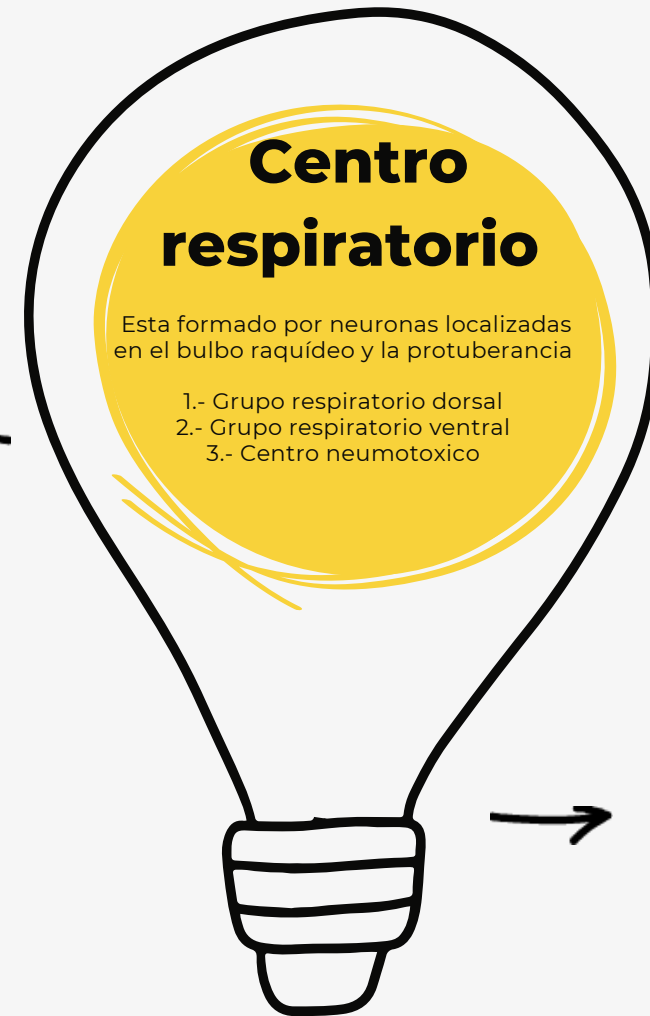 Centro
respiratorio
Esta formado por neuronas localizadas
en el bulbo raquídeo y la protuberancia
1.- Grupo respiratorio dorsal
2.- Grupo respiratorio ventral
3.- Centro neumotoxico